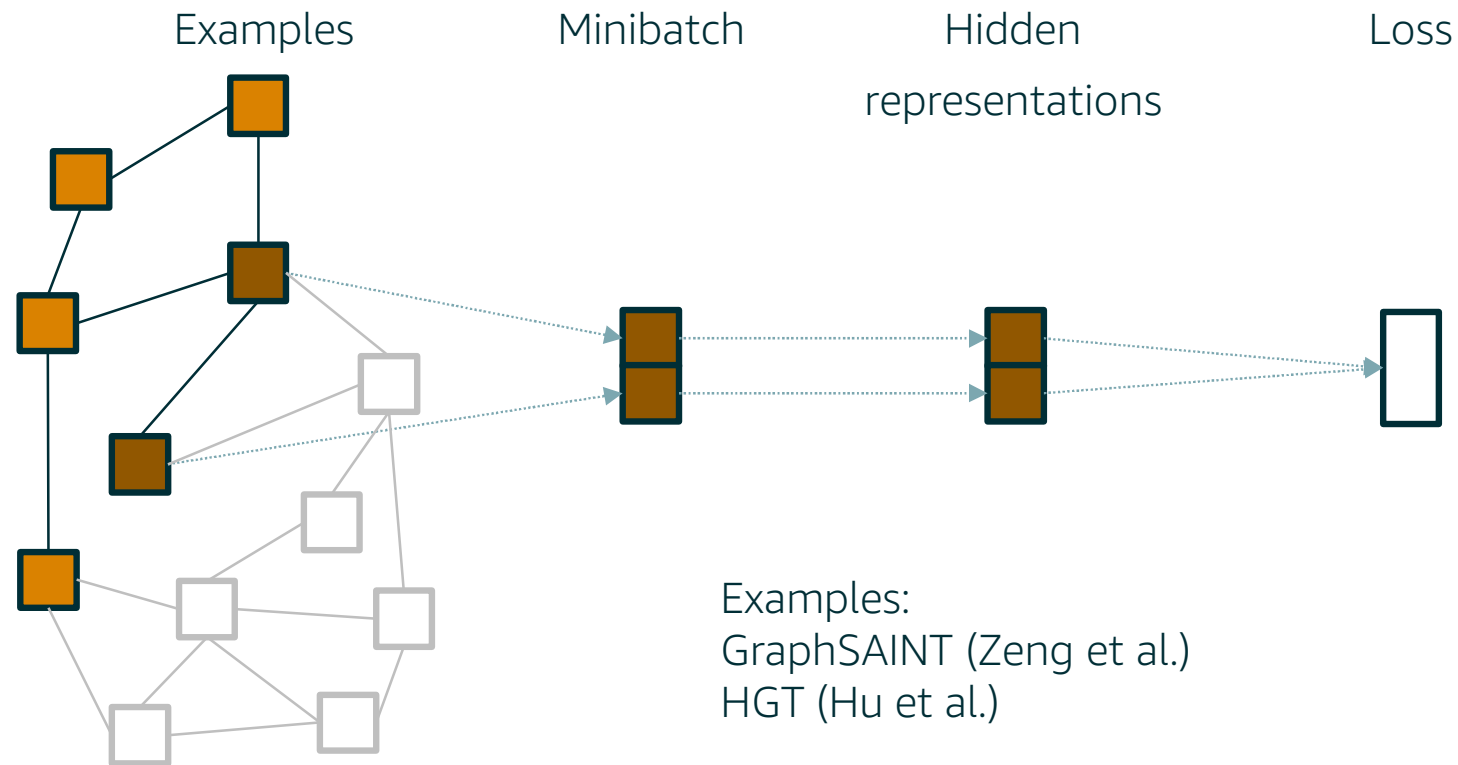 Examples
Minibatch
Hidden
representations
Loss
Examples:
GraphSAINT (Zeng et al.)
HGT (Hu et al.)